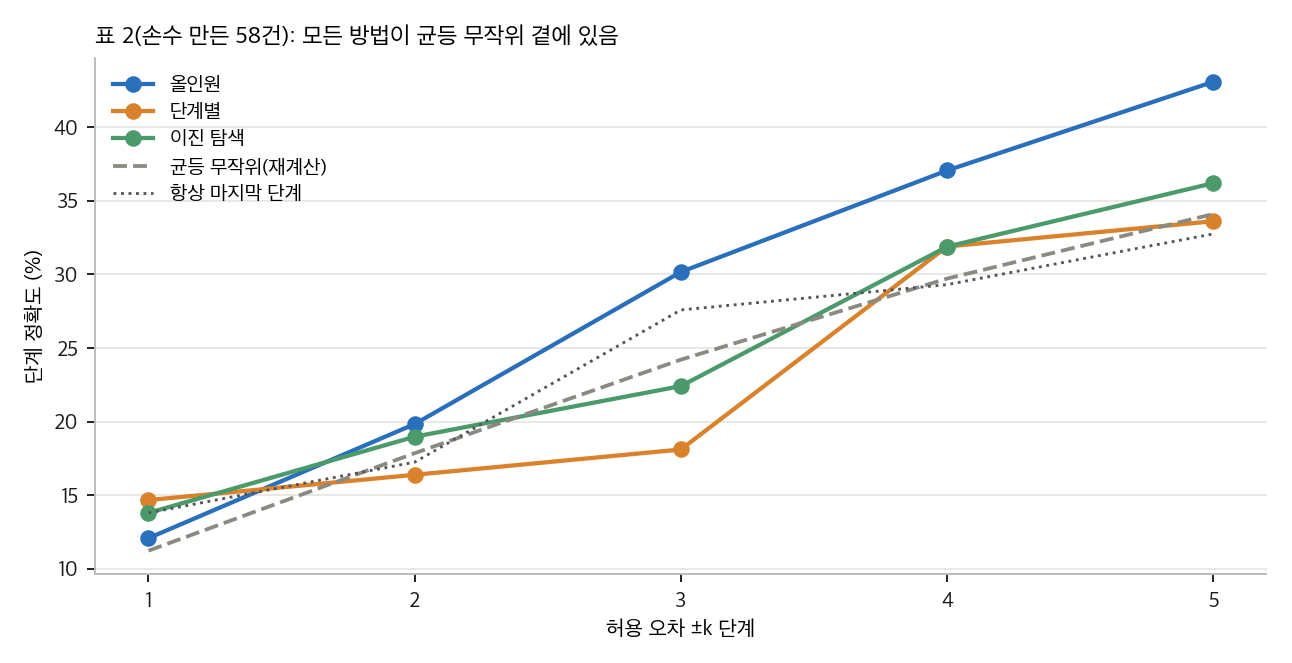 표 2(손수 만든 58건): 모든 방법이 균등 무작위 곁에 있음
올인원
단계별
이진 탐색
균등 무작위(재계산)
항상 마지막 단계
단계 정확도 (%)
40
35
30
25
20
15
10
1 2 3 4 5
허용 오차 ±k 단계